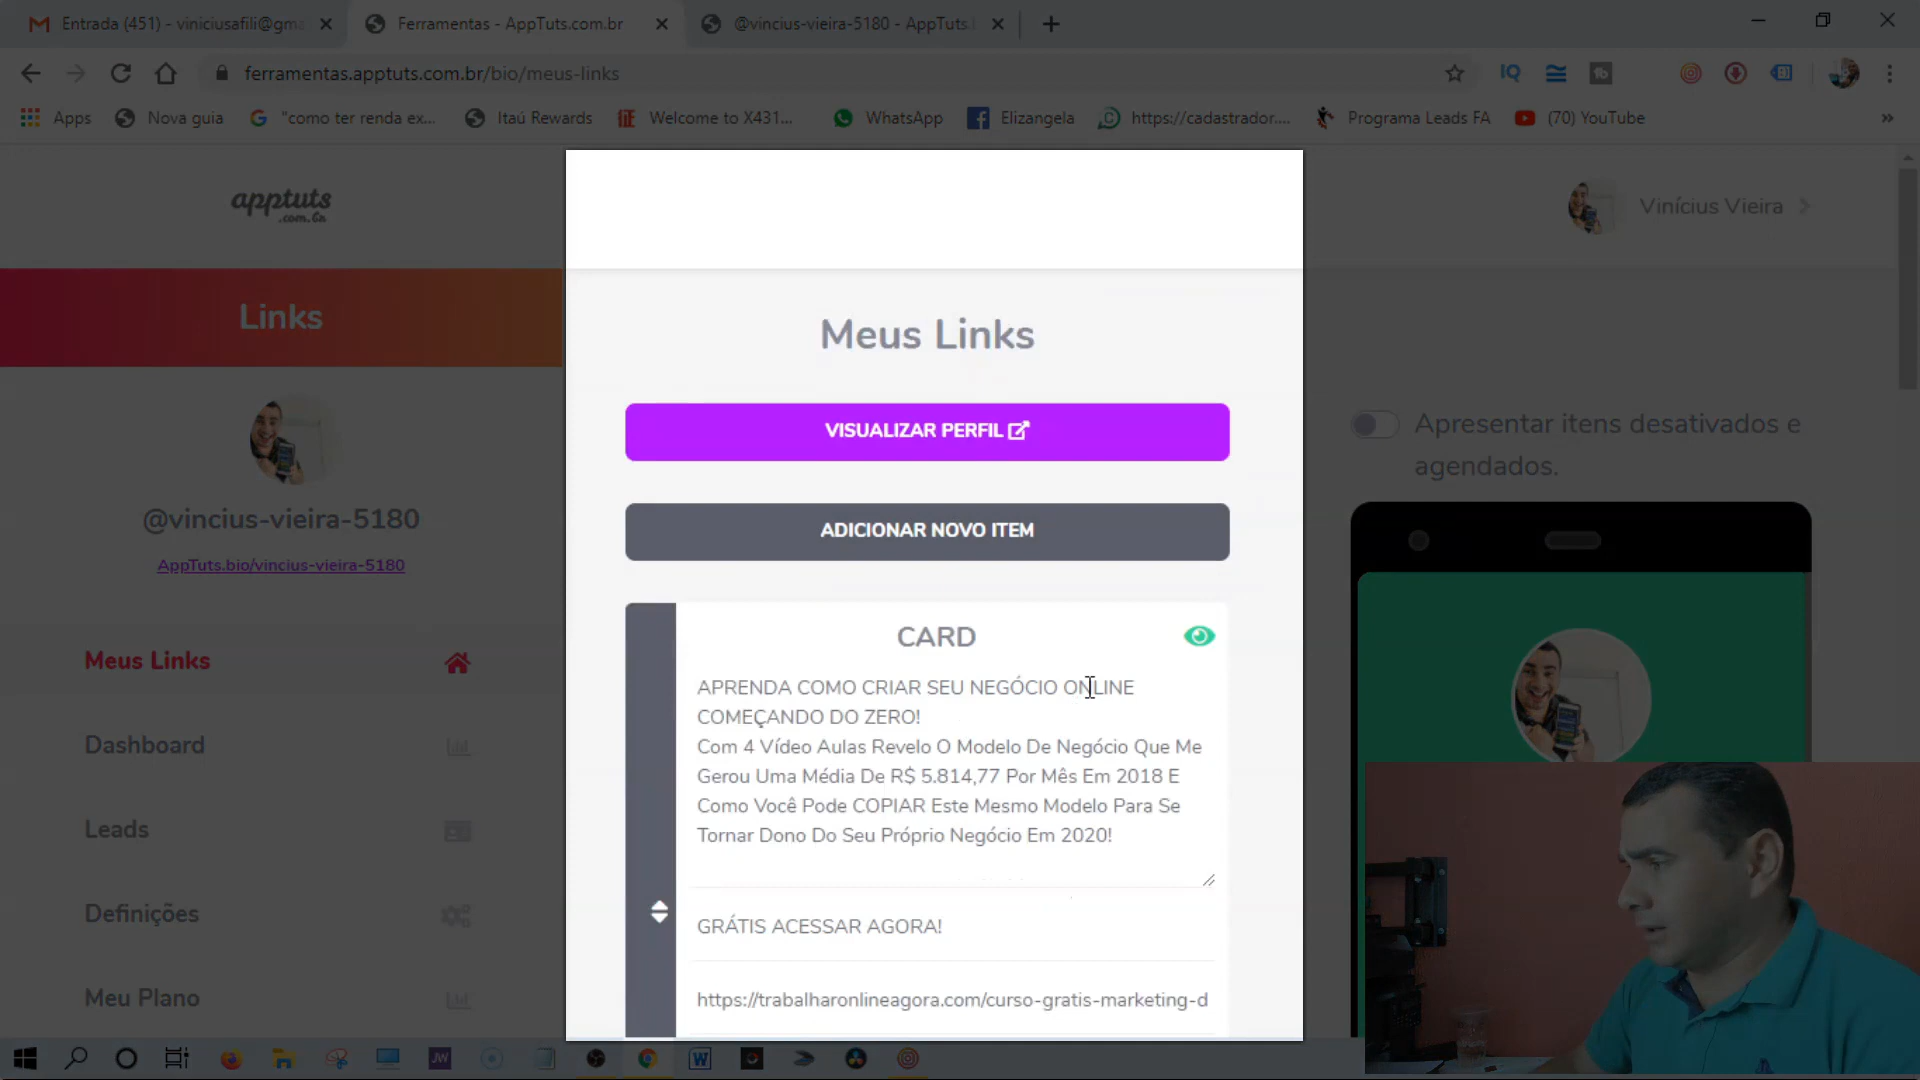 Entrada (451) - viniciusafili@gma
Ferramentas - AppTuts.com.br
@vincius-vieira-5180 - AppTuts.
ferramentas.apptuts.com.br/bio/meus-links
Apps
Nova guia
"como ter renda ex...
Itaú Rewards
Welcome to X431...
WhatsApp
Elizangela
https://cadastrador....
Programa Leads FA
(70) YouTube
apptuts
.com.br
Vinícius Vieira
Links
@vincius-vieira-5180
AppTuts.bio/vincius-vieira-5180
Meus Links
Dashboard
Leads
Definições
Meu Plano
Meus Links
VISUALIZAR PERFIL
ADICIONAR NOVO ITEM
CARD
APRENDA COMO CRIAR SEU NEGÓCIO ONLINE
COMEÇANDO DO ZERO!
Com 4 Vídeo Aulas Revelo O Modelo De Negócio Que Me
Gerou Uma Média De R$ 5.814,77 Por Mês Em 2018 E
Como Você Pode COPIAR Este Mesmo Modelo Para Se
Tornar Dono Do Seu Próprio Negócio Em 2020!
GRÁTIS ACESSAR AGORA!
https://trabalharonlineagora.com/curso-gratis-marketing-d
Apresentar itens desativados e
agendados.